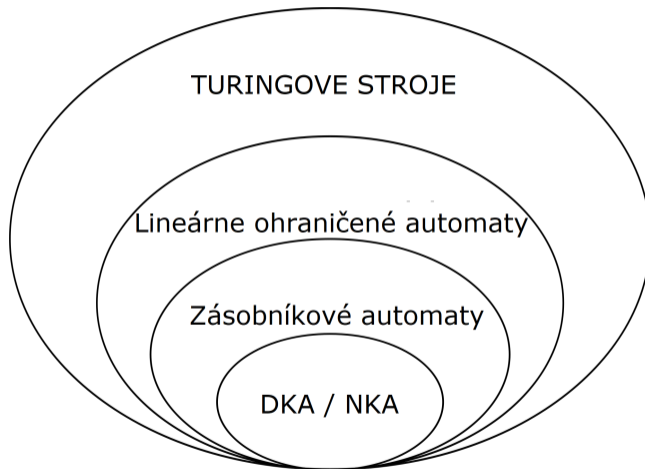 TURINGOVE STROJE
Lineárne ohraničené automaty
Zásobníkové automaty
DKA / NKA